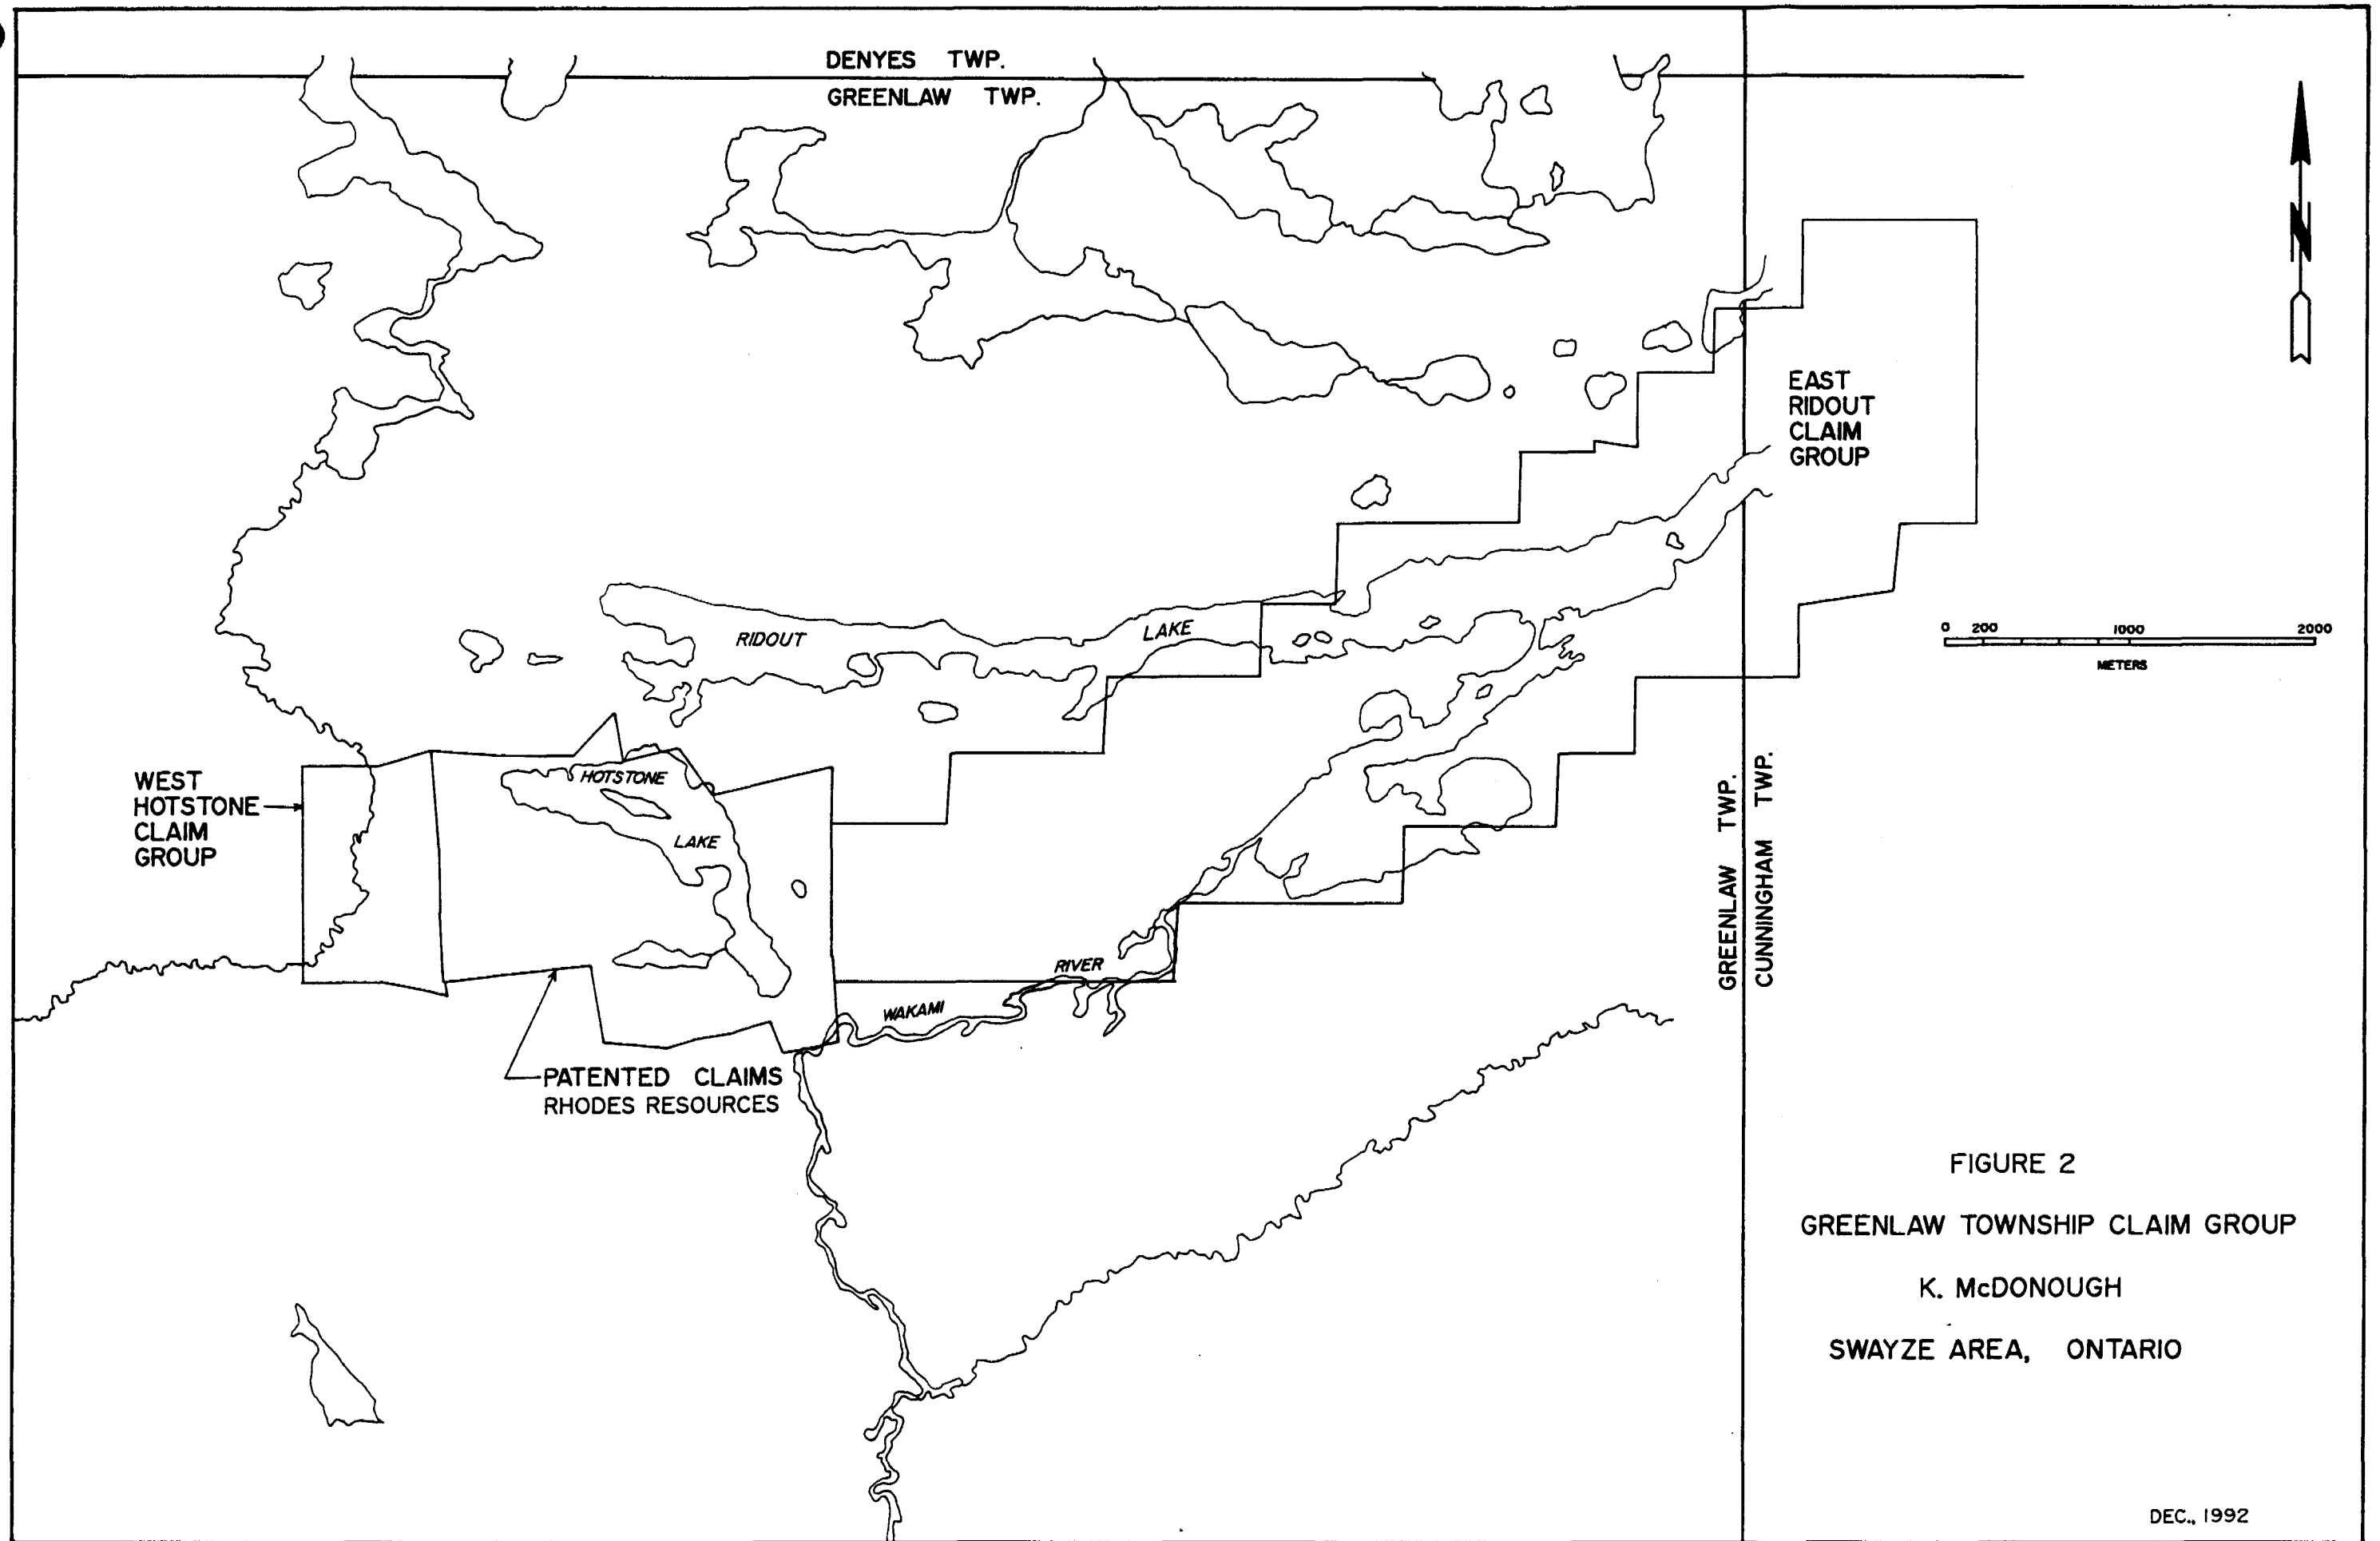 DENYES TWP.
GREENLAW TWP.
N
EAST
RIDOUT
CLAIM
GROUP
0 200 1000 2000
METERS
RIDOUT LAKE
WEST
HOTSTONE
CLAIM
GROUP
HOTSTONE
LAKE
GREENLAW TWP.
CUNNINGHAM TWP.
RIVER
WAKAMI
PATENTED CLAIMS
RHODES RESOURCES
FIGURE 2
GREENLAW TOWNSHIP CLAIM GROUP
K. McDONOUGH
SWAYZE AREA, ONTARIO
DEC., 1992